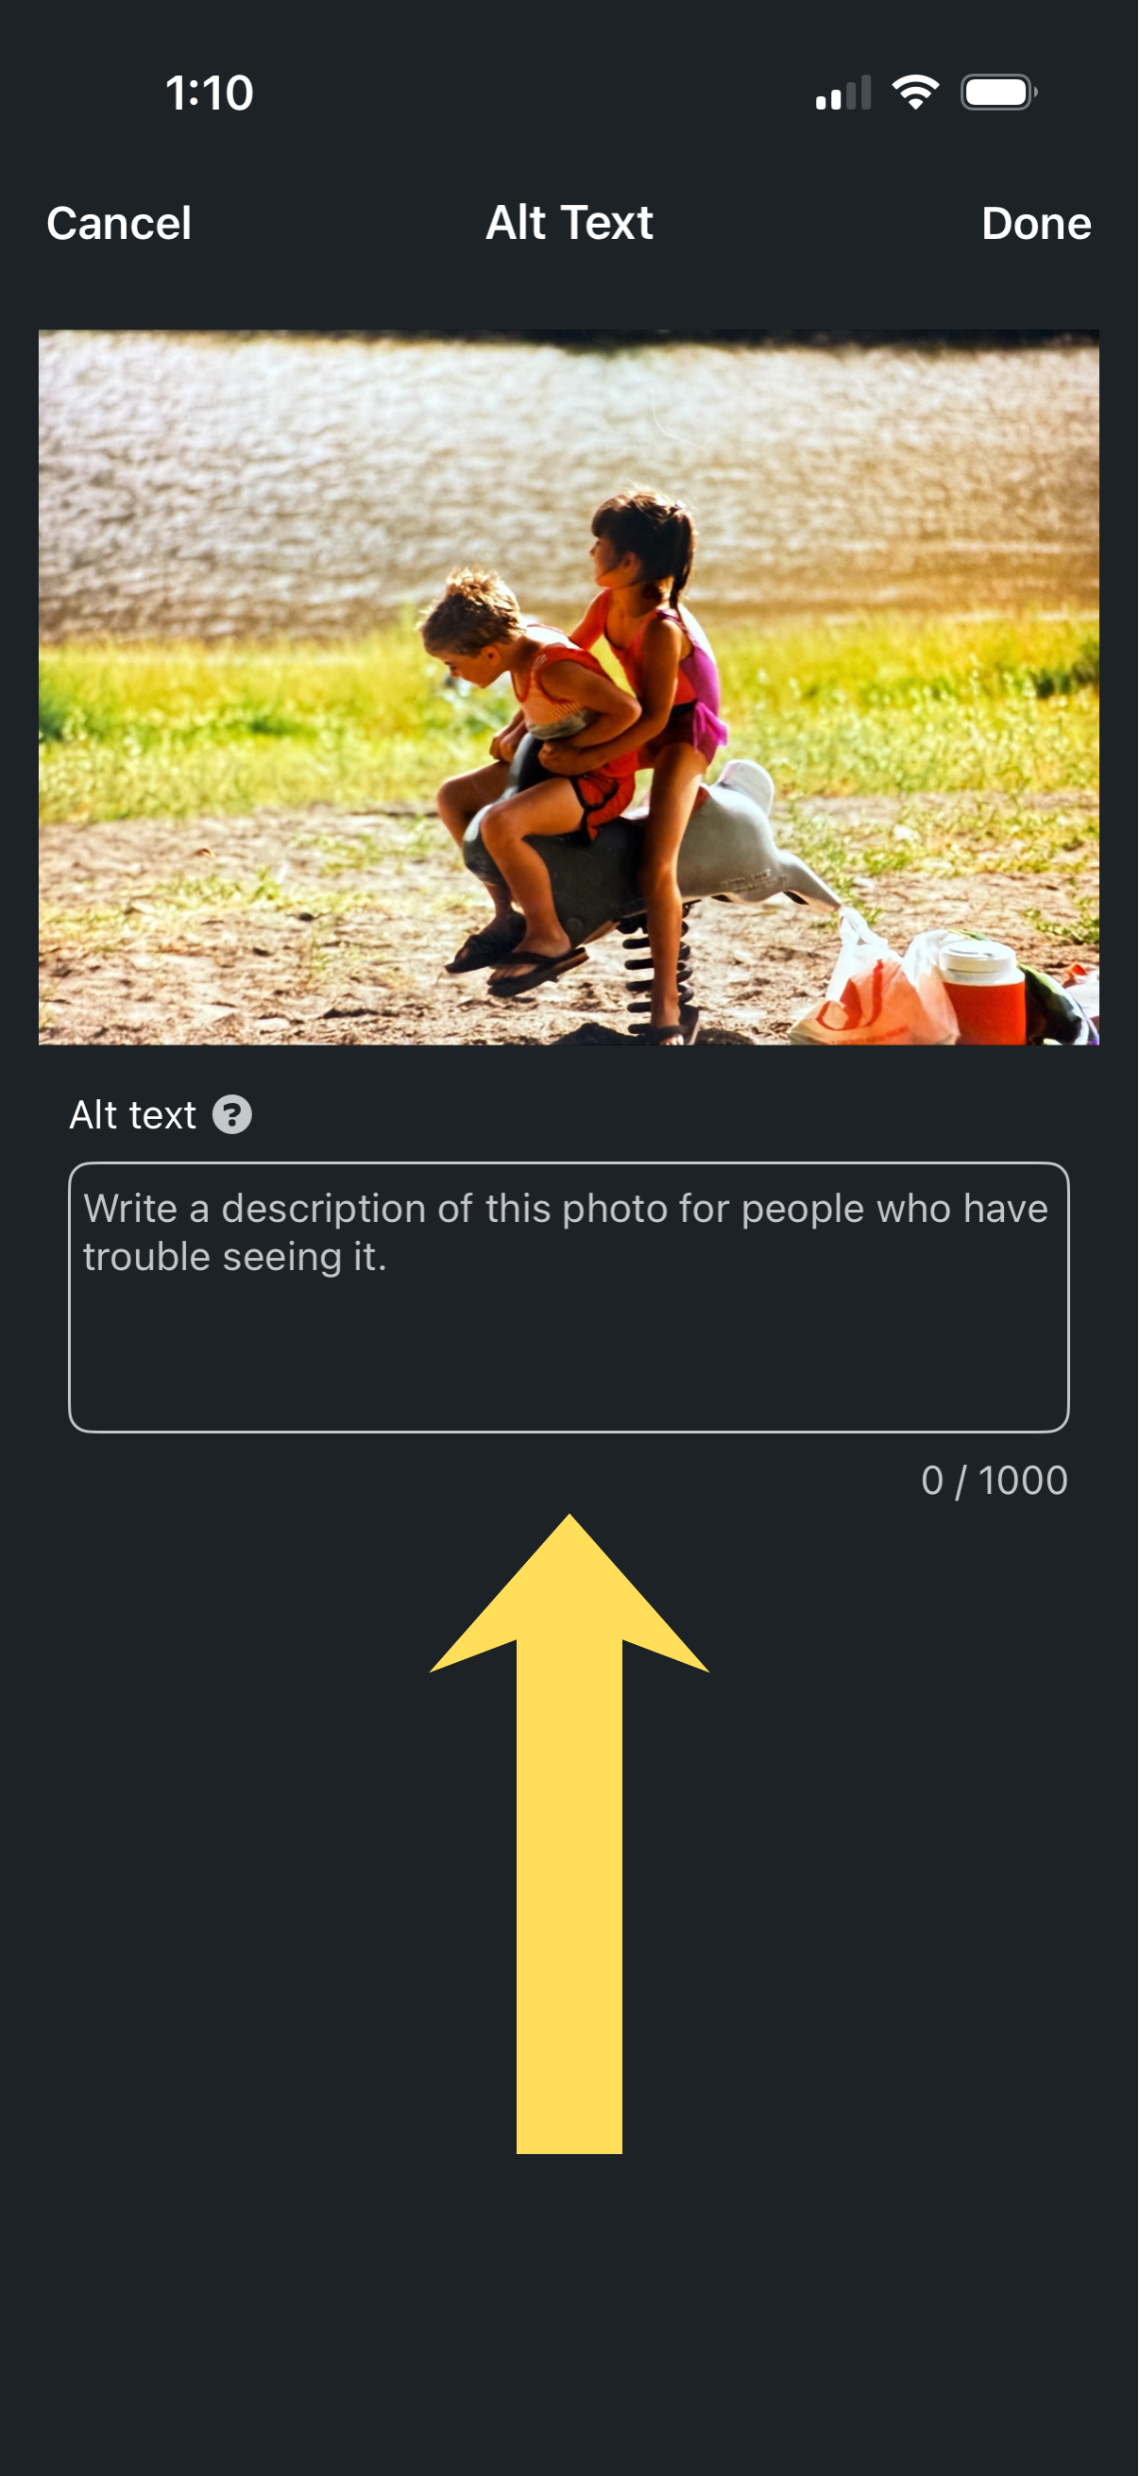 1:10
Cancel
Alt Text
Done
Alt text ?
Write a description of this photo for people who have
trouble seeing it.
0 / 1000